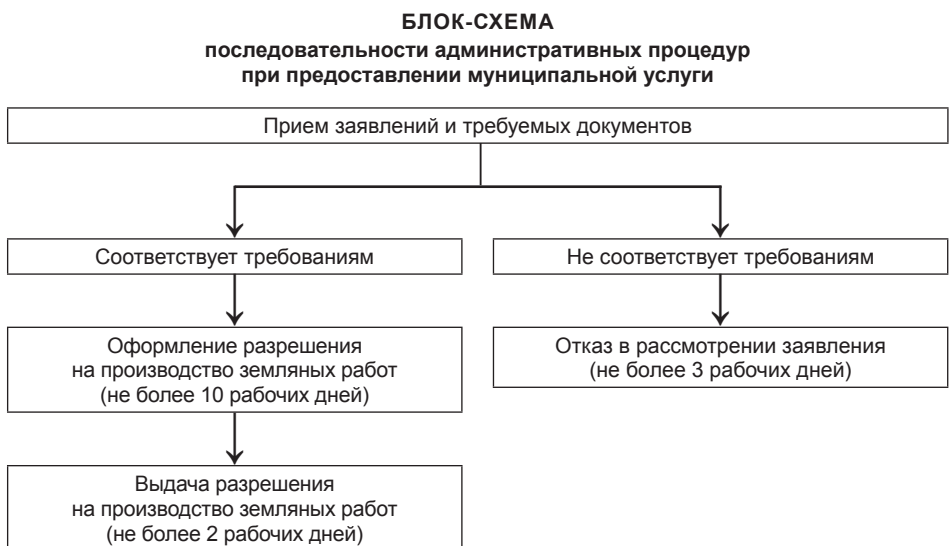 БЛОК-СХЕМА
последовательности административных процедур
при предоставлении муниципальной услуги
Прием заявлений и требуемых документов
Соответствует требованиям
Не соответствует требованиям
Оформление разрешения
на производство земляных работ
(не более 10 рабочих дней)
Отказ в рассмотрении заявления
(не более 3 рабочих дней)
Выдача разрешения
на производство земляных работ
(не более 2 рабочих дней)